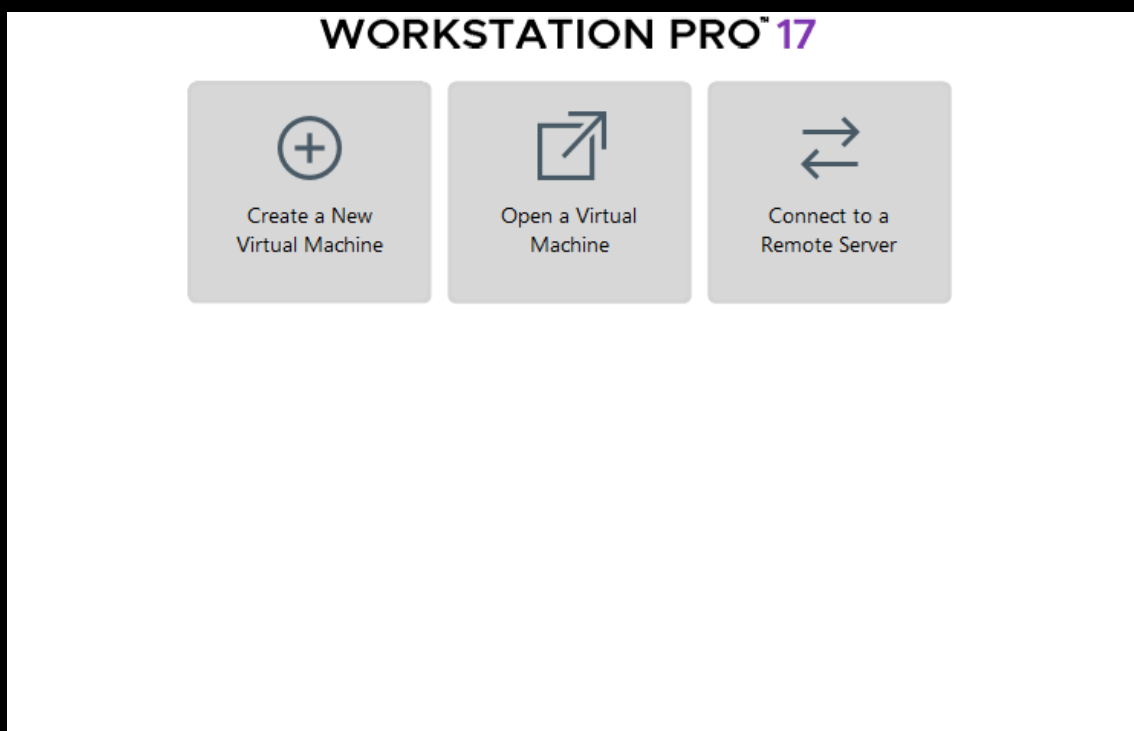 WORKSTATION PRO™ 17
Create a New
Virtual Machine
Open a Virtual
Machine
Connect to a
Remote Server